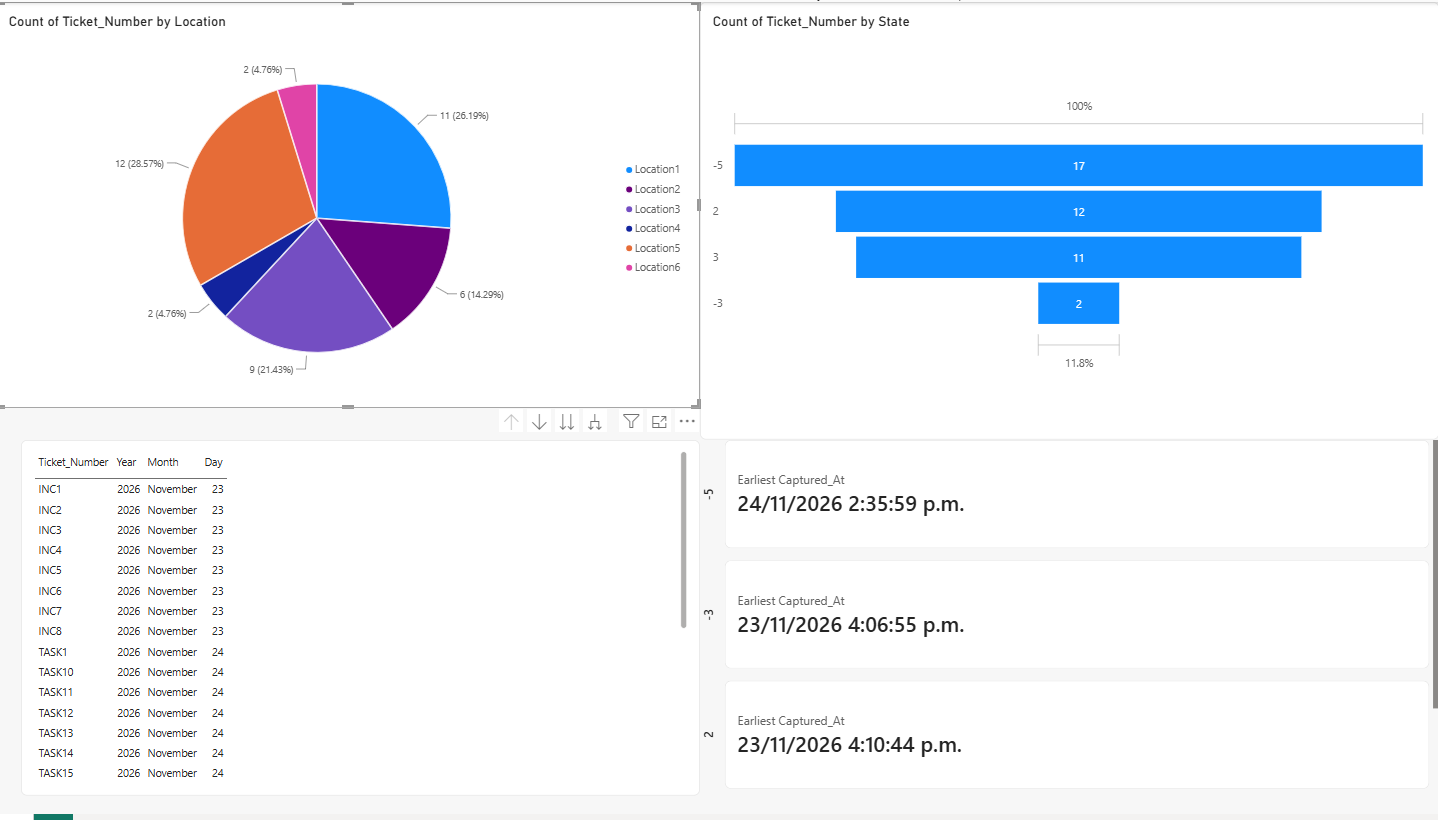 Count of Ticket_Number by Location
2 (4.76%)
11 (26.19%)
12 (28.57%)
6 (14.29%)
2 (4.76%)
9 (21.43%)
Location1
Location2
Location3
Location4
Location5
Location6
Count of Ticket_Number by State
100%
-5 17
2 12
3 11
-3 2
11.8%
Ticket_Number Year Month Day
INC1 2026 November 23
INC2 2026 November 23
INC3 2026 November 23
INC4 2026 November 23
INC5 2026 November 23
INC6 2026 November 23
INC7 2026 November 23
INC8 2026 November 23
TASK1 2026 November 24
TASK10 2026 November 24
TASK11 2026 November 24
TASK12 2026 November 24
TASK13 2026 November 24
TASK14 2026 November 24
TASK15 2026 November 24
-5
Earliest Captured_At
24/11/2026 2:35:59 p.m.
-3
Earliest Captured_At
23/11/2026 4:06:55 p.m.
2
Earliest Captured_At
23/11/2026 4:10:44 p.m.